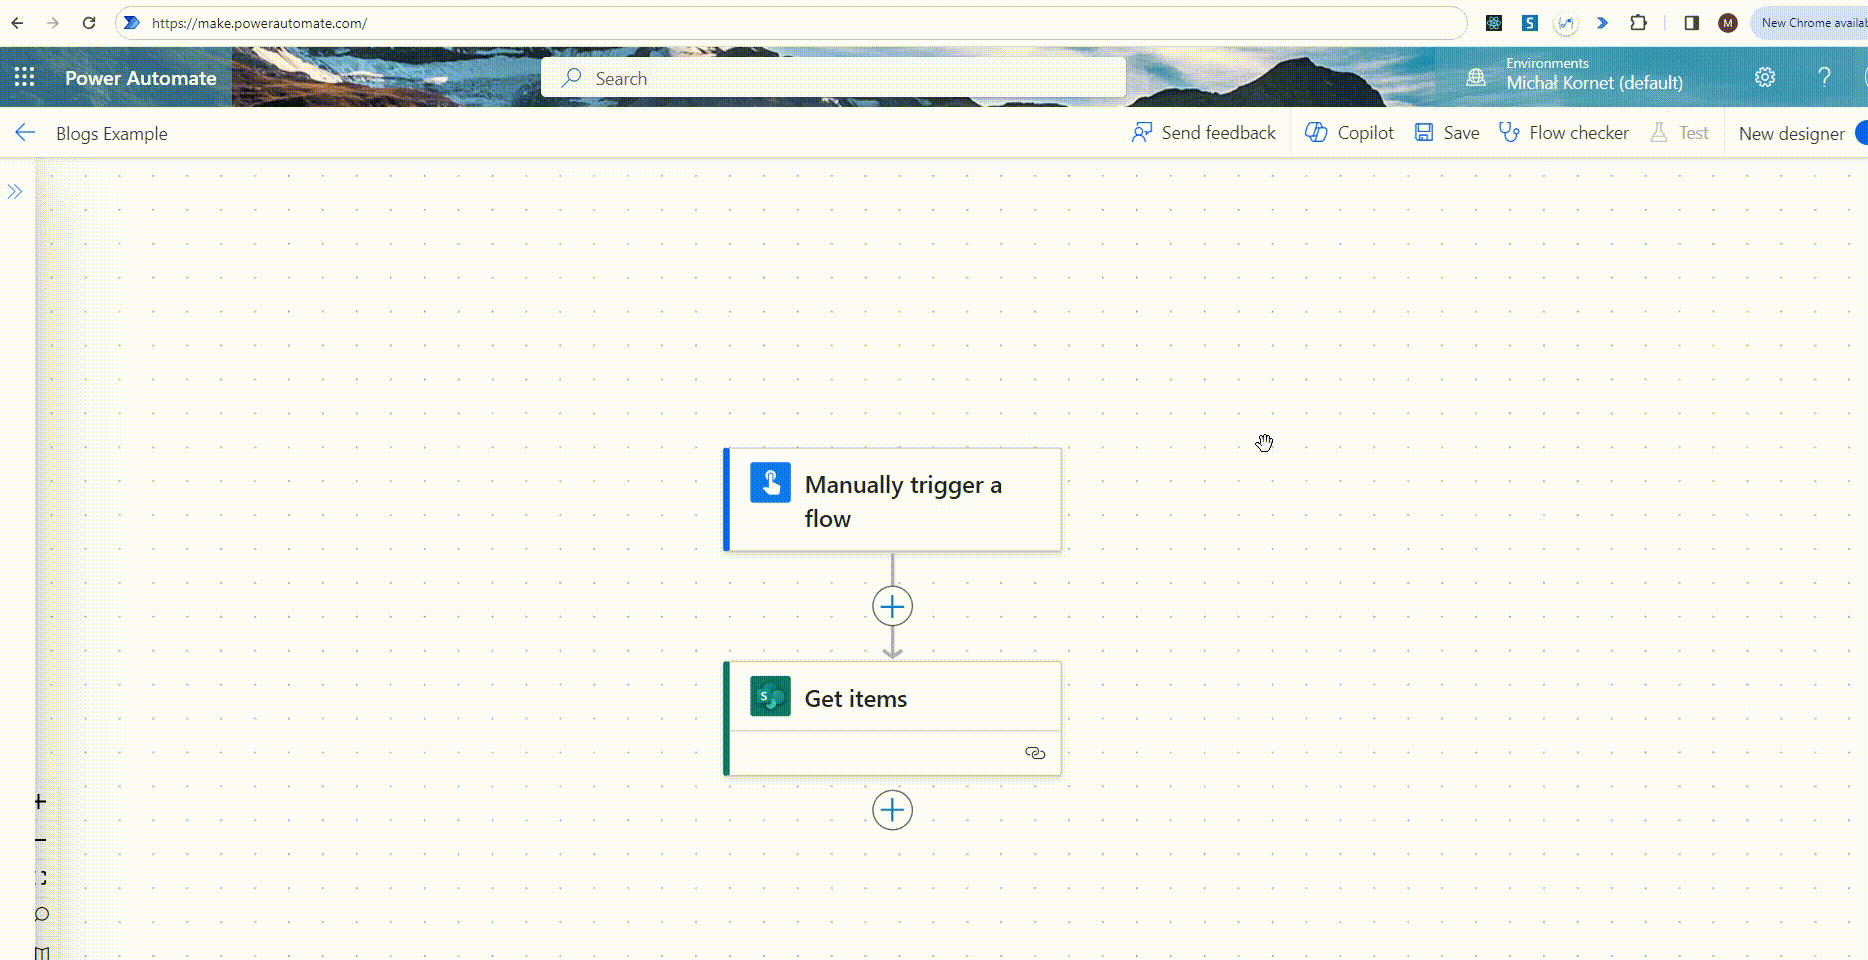 https://make.powerautomate.com/
S
M
New Chrome availab
Power Automate
Search
Environments
Michał Kornet (default)
?
Blogs Example
Send feedback
Copilot
Save
Flow checker
Test
New designer
Manually trigger a
flow
S
Get items